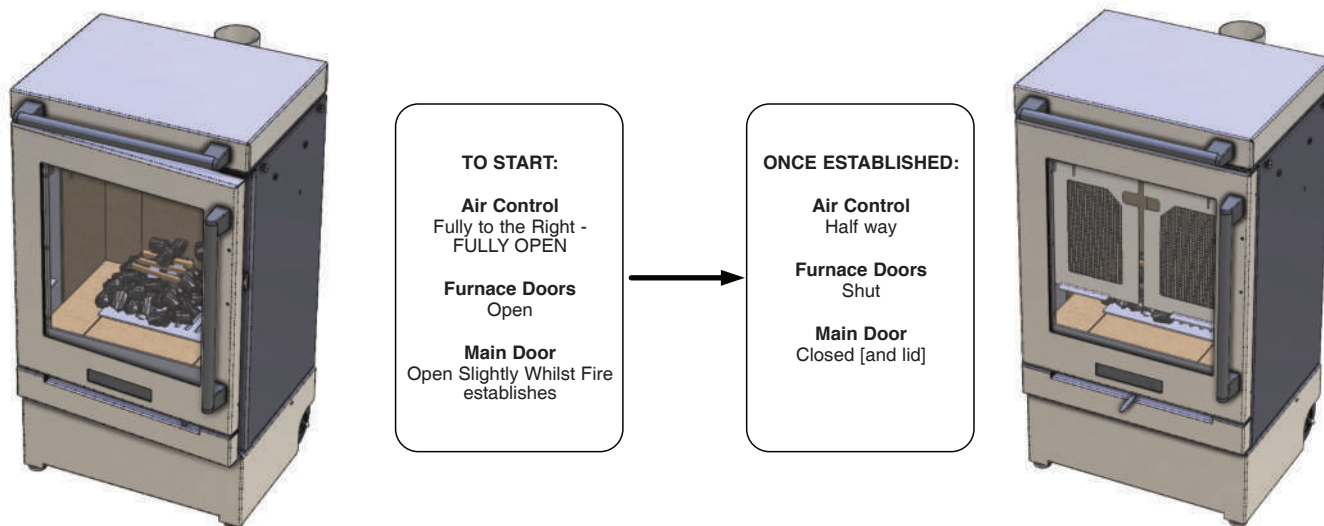 TO START:
Air Control
Fully to the Right -
FULLY OPEN
Furnace Doors
Open
Main Door
Open Slightly Whilst Fire
establishes
ONCE ESTABLISHED:
Air Control
Half way
Furnace Doors
Shut
Main Door
Closed [and lid]